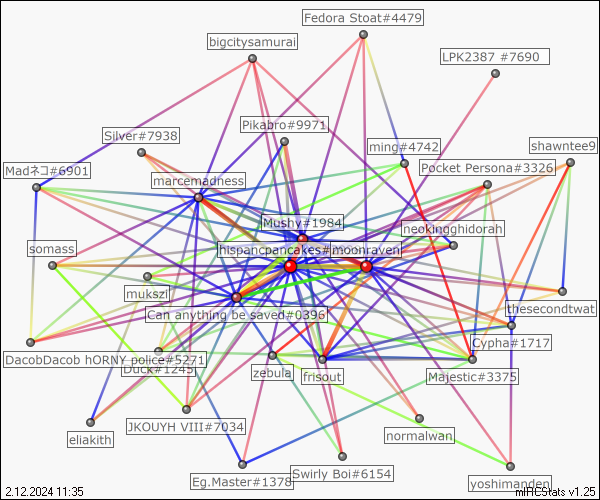 Fedora Stoat#4479
bigcitysamurai
LPK2387 #7690
Pikabro#9971
Silver#7938
ming#4742
shawntee9
Madネコ#6901
Pocket Persona#3326
marcemadness
Mushy#1984
neokingghidorah
somass
hispancpancakes#
moonraven
mukszi
thesecondtwat
Can anything be saved#0396
Cypha#1717
DacobDacob hORNY police#5271
Duck#1245
zebula
frisout
Majestic#3375
JKOUYH VIII#7034
eliakith
normalwan
Swirly Boi#6154
Eg.Master#1378
yoshimanden
2.12.2024 11:35
mIRCStats v1.25